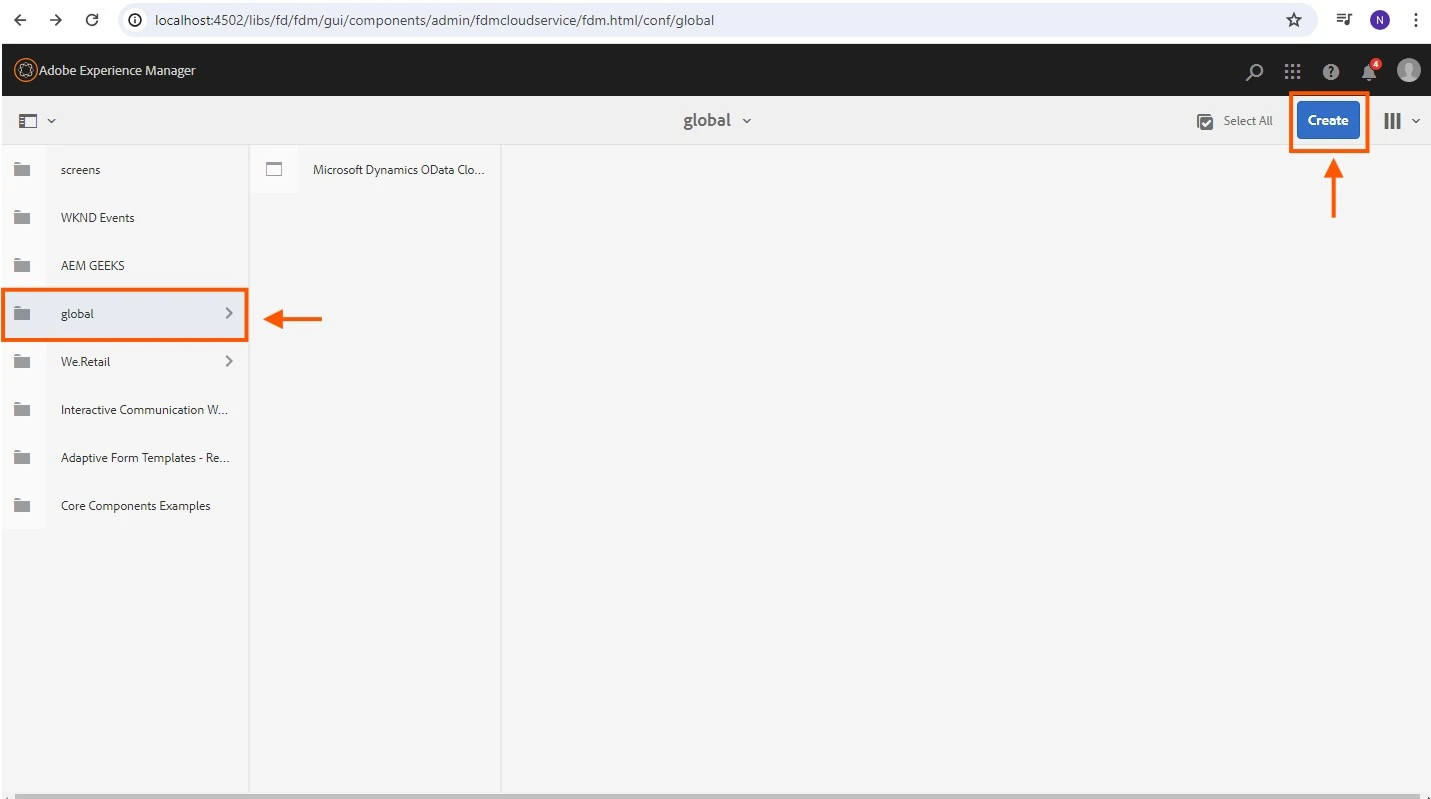 localhost:4502/libs/fd/fdm/gui/components/admin/fdmcloudservice/fdm.html/conf/global
N
Adobe Experience Manager
4
global
Select All
Create
screens
Microsoft Dynamics OData Clo...
WKND Events
AEM GEEKS
global
We.Retail
Interactive Communication W...
Adaptive Form Templates - Re...
Core Components Examples